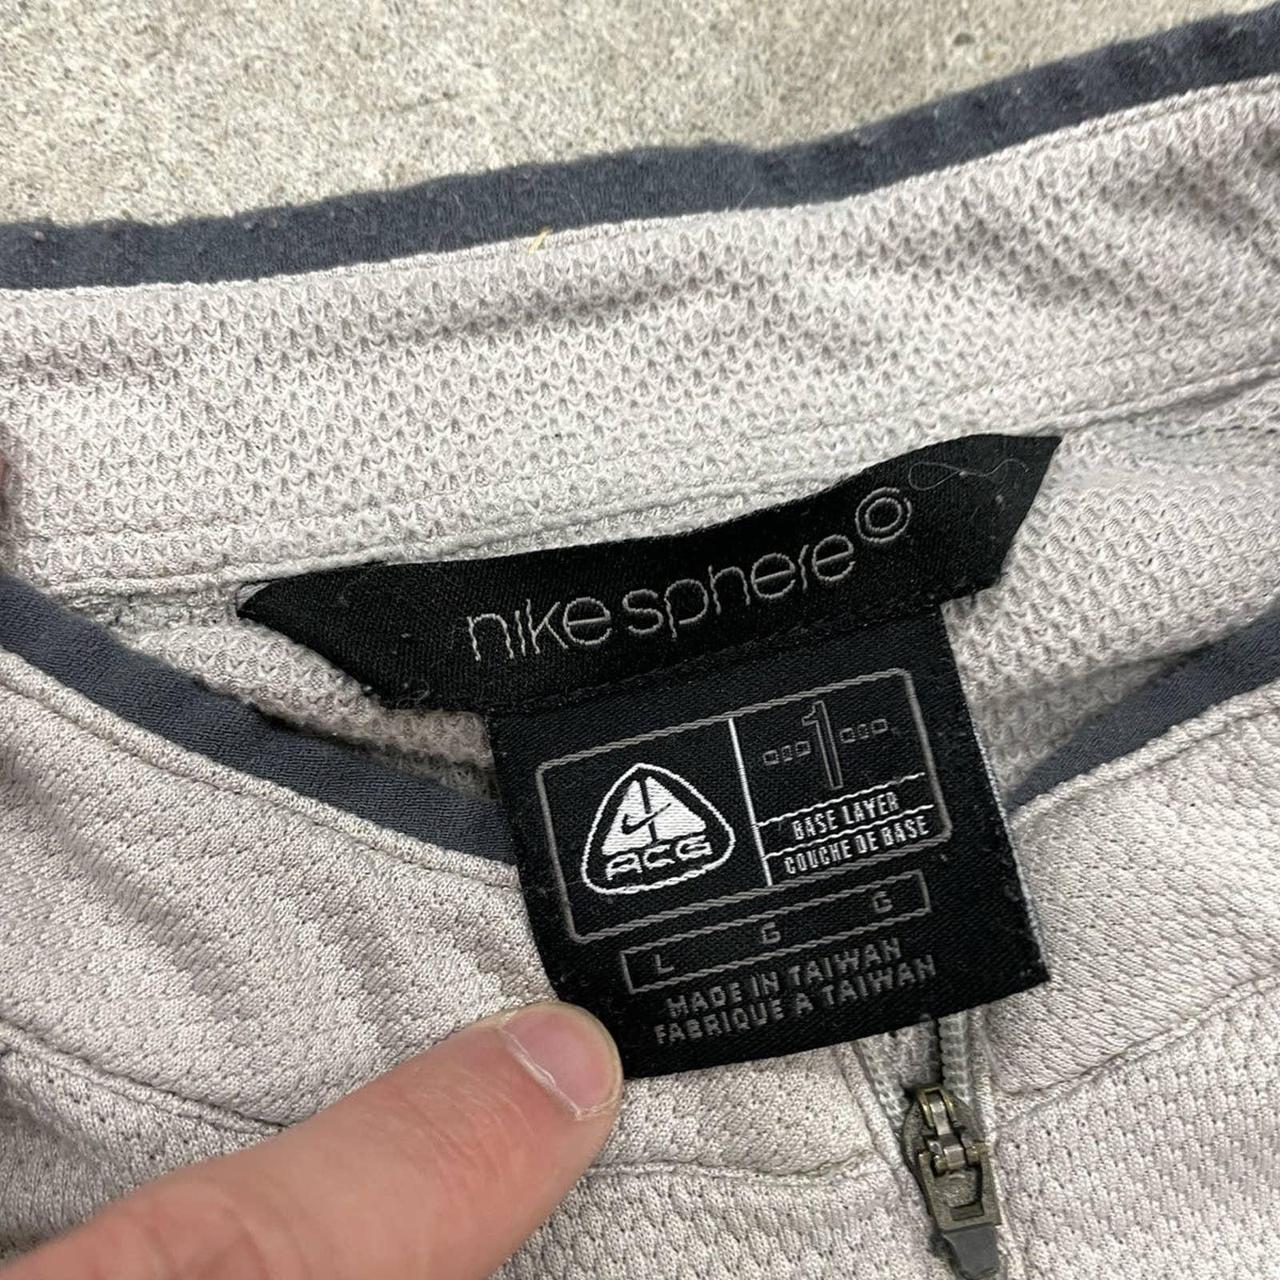 nike sphere ©
1
BASE LAYER
COUCHE DE BASE
ACG
L G G
MADE IN TAIWAN
FABRIQUE A TAIWAN